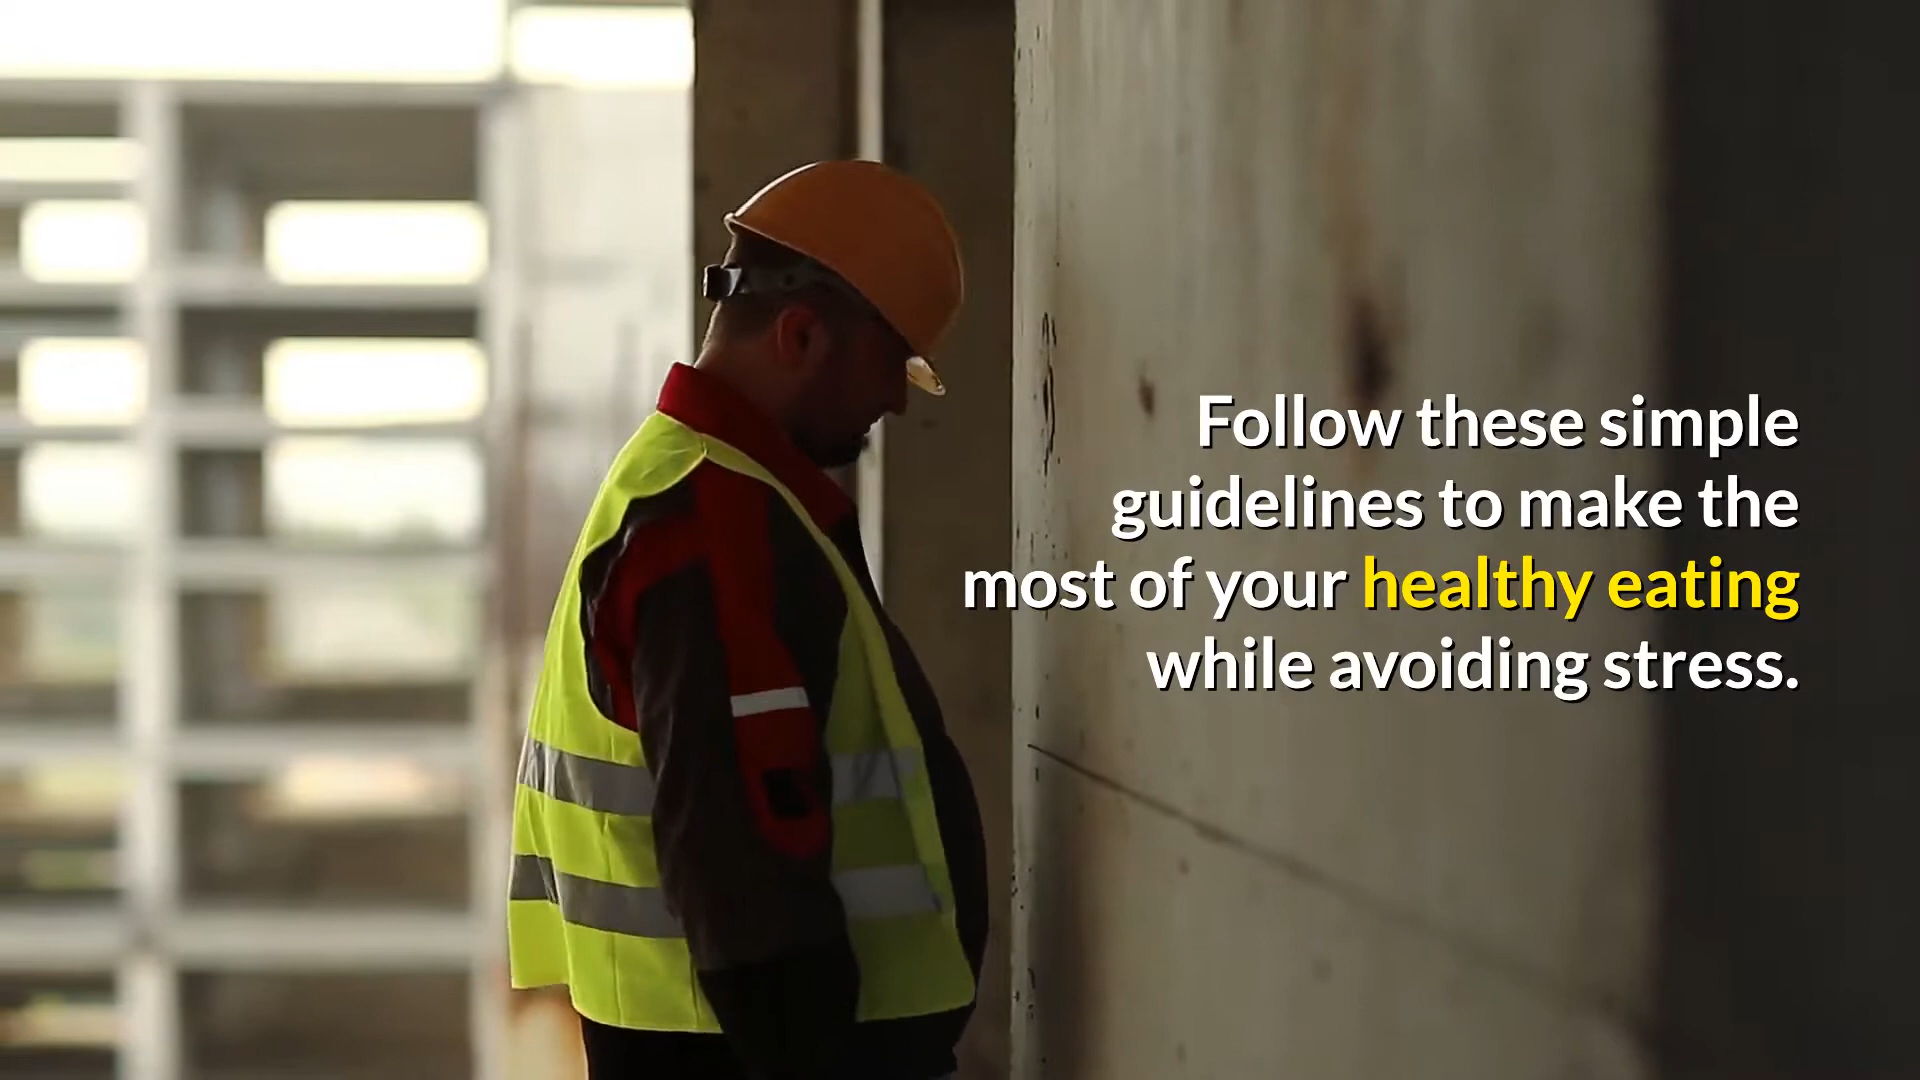 Follow these simple
guidelines to make the
most of your healthy eating
while avoiding stress.